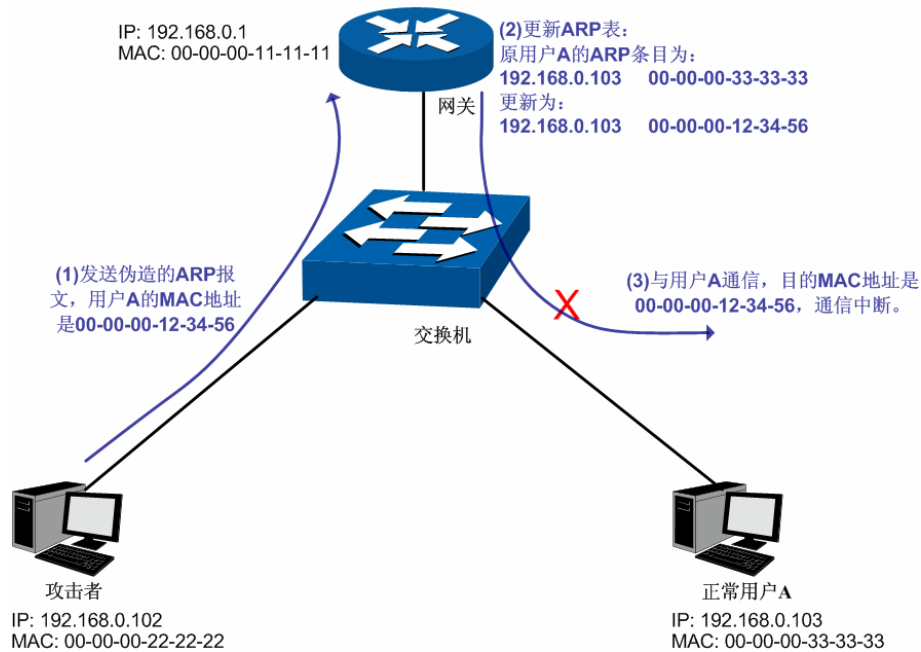 IP: 192.168.0.1
MAC: 00-00-00-11-11-11
(2)更新ARP表：
原用户A的ARP条目为：
192.168.0.103 00-00-00-33-33-33
更新为：
192.168.0.103 00-00-00-12-34-56
网关
(1)发送伪造的ARP报
文，用户A的MAC地址
是00-00-00-12-34-56
(3)与用户A通信，目的MAC地址是
00-00-00-12-34-56，通信中断。
交换机
攻击者
IP: 192.168.0.102
MAC: 00-00-00-22-22-22
正常用户A
IP: 192.168.0.103
MAC: 00-00-00-33-33-33